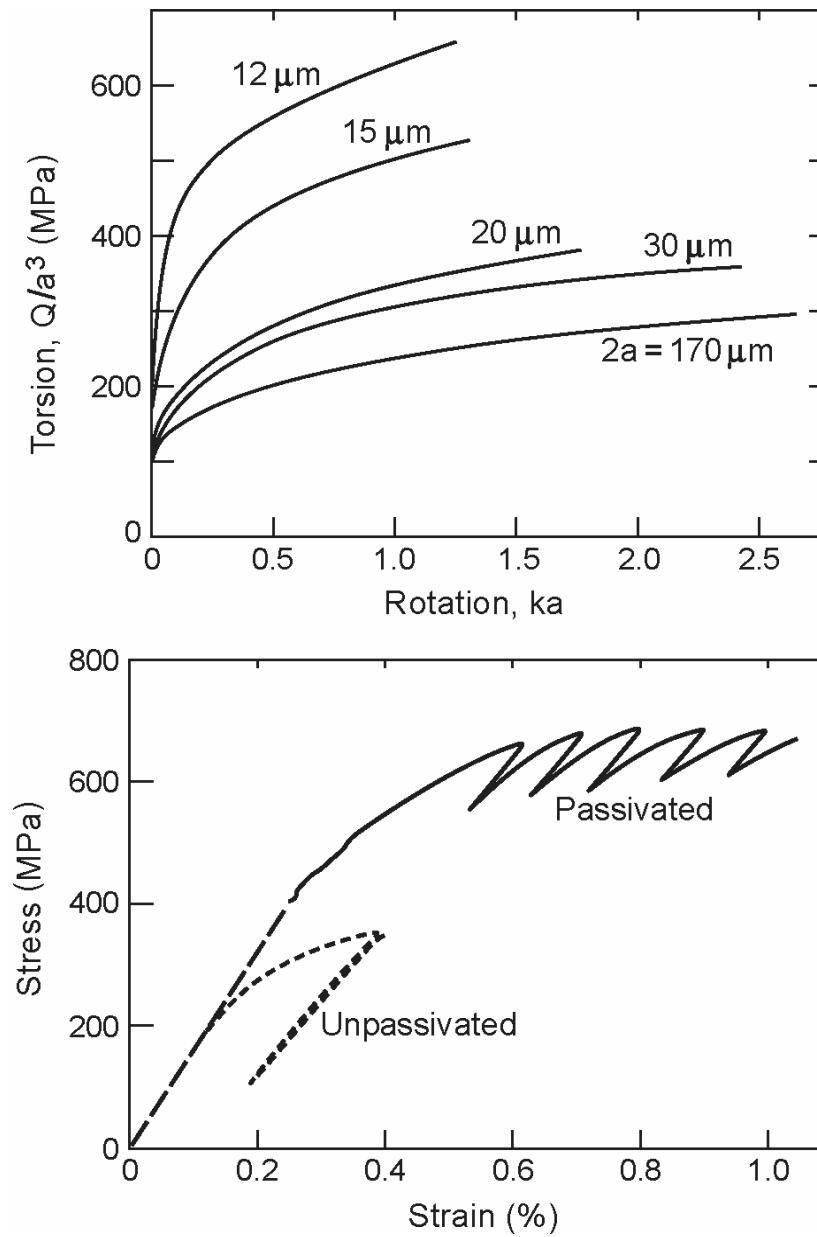 600
400
200
0
Torsion, Q/a³ (MPa)
12 μm
15 μm
20 μm
30 μm
2a = 170 μm
0 0.5 1.0 1.5 2.0 2.5
Rotation, ka
800
600
400
200
0
Stress (MPa)
Passivated
Unpassivated
0 0.2 0.4 0.6 0.8 1.0
Strain (%)